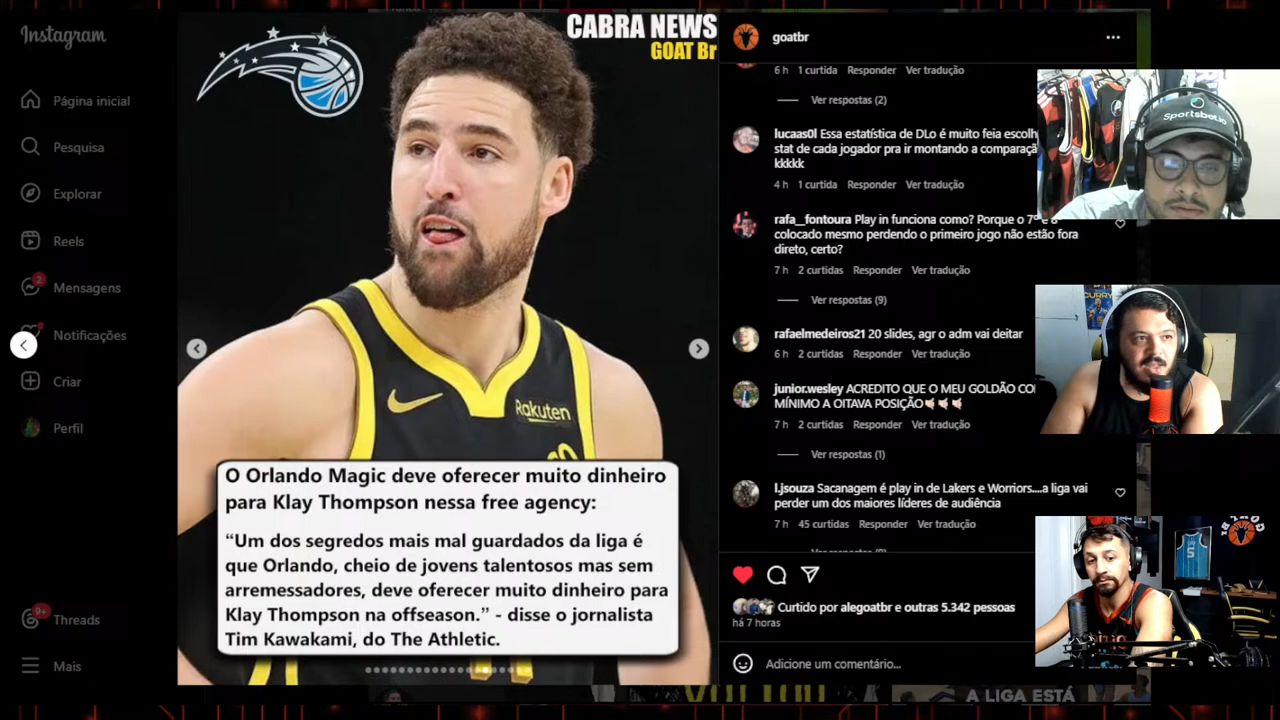 Instagram
Página inicial
Pesquisa
Explorar
Reels
2
Mensagens
Notificações
Criar
Perfil
9+
Threads
Mais
CABRA NEWS
GOAT Br
Rakuten
O Orlando Magic deve oferecer muito dinheiro
para Klay Thompson nessa free agency:
“Um dos segredos mais mal guardados da liga é
que Orlando, cheio de jovens talentosos mas sem
arremessadores, deve oferecer muito dinheiro para
Klay Thompson na offseason.” - disse o jornalista
Tim Kawakami, do The Athletic.
goatbr
6 h 1 curtida Responder Ver tradução
Ver respostas (2)
lucaas0l Essa estatística de DLo é muito feia escolh
stat de cada jogador pra ir montando a comparaçã
kkkkk
4 h 1 curtida Responder Ver tradução
rafa__fontoura Play in funciona como? Porque o 7º e 8
colocado mesmo perdendo o primeiro jogo não estão fora
direto, certo?
7 h 2 curtidas Responder Ver tradução
Ver respostas (9)
rafaelmedeiros21 20 slides, agr o adm vai deitar
6 h 2 curtidas Responder Ver tradução
junior.wesley ACREDITO QUE O MEU GOLDÃO CO
MÍNIMO A OITAVA POSIÇÃO👊🏻👊🏻👊🏻
7 h 2 curtidas Responder Ver tradução
Ver respostas (1)
l.jsouza Sacanagem é play in de Lakers e Worriors....a liga vai
perder um dos maiores líderes de audiência
7 h 45 curtidas Responder Ver tradução
Curtido por alegoatbr e outras 5.342 pessoas
há 7 horas
Adicione um comentário...
Sportsbet.io
CURRY
GOAT BR
5
A LIGA ESTÁ